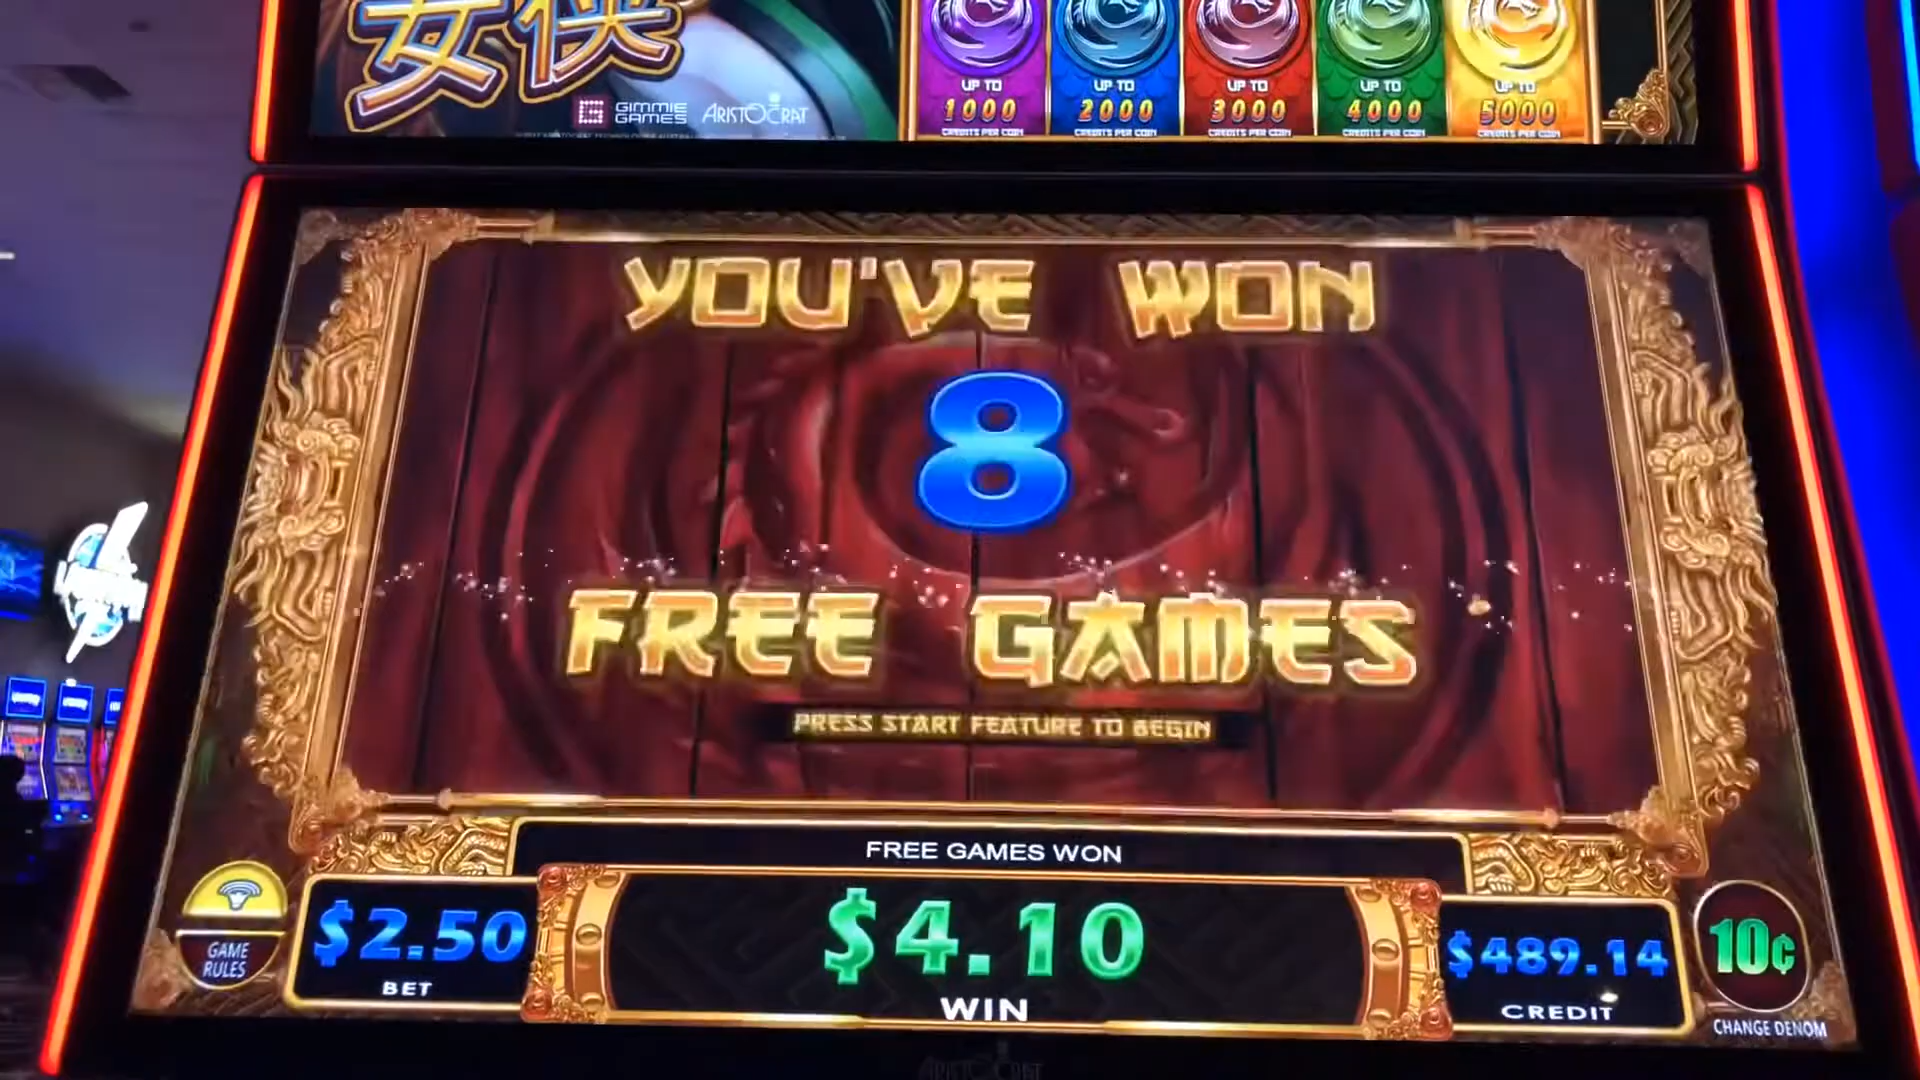 女侠
GIMMIE GAMES
ARISTOCRAT
UP TO
1000
CREDITS PER COIN
UP TO
2000
CREDITS PER COIN
UP TO
3000
CREDITS PER COIN
UP TO
4000
CREDITS PER COIN
UP TO
5000
CREDITS PER COIN
YOU'VE WON
8
FREE GAMES
PRESS START FEATURE TO BEGIN
FREE GAMES WON
GAME
RULES
$2.50
BET
$4.10
WIN
$489.14
CREDIT
10¢
CHANGE DENOM
ARISTOCRAT